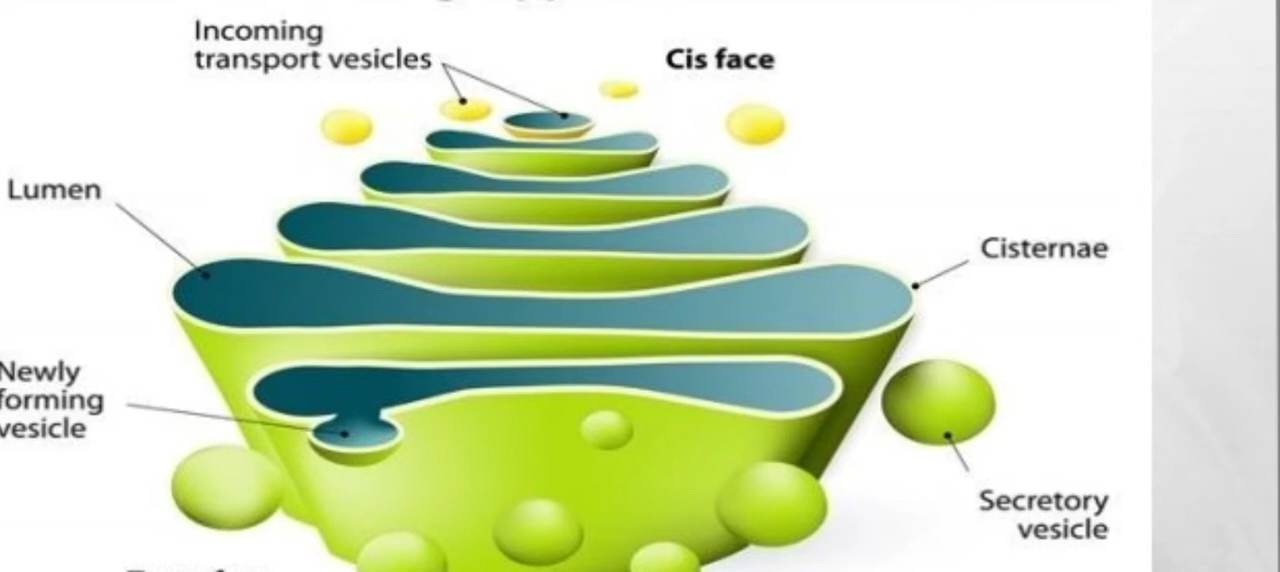 Incoming
transport vesicles
Cis face
Lumen
Cisternae
Newly
forming
vesicle
Secretory
vesicle